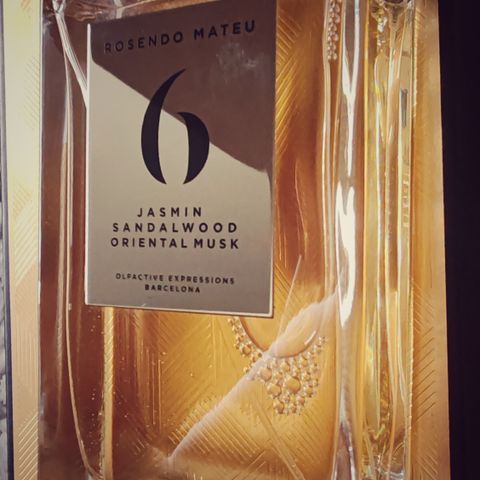 ROSENDO MATEU
6
JASMIN
SANDALWOOD
ORIENTAL MUSK
OLFACTIVE EXPRESSIONS
BARCELONA